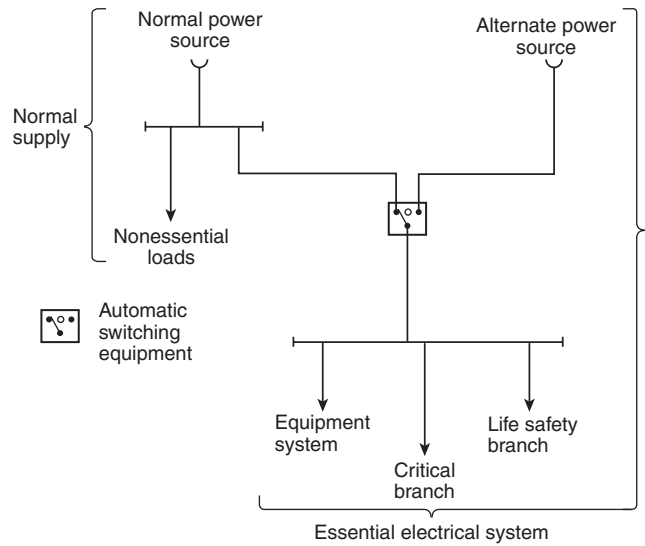 Normal power
source
Alternate power
source
Normal
supply
Nonessential
loads
Automatic
switching
equipment
Equipment
system
Critical
branch
Life safety
branch
Essential electrical system